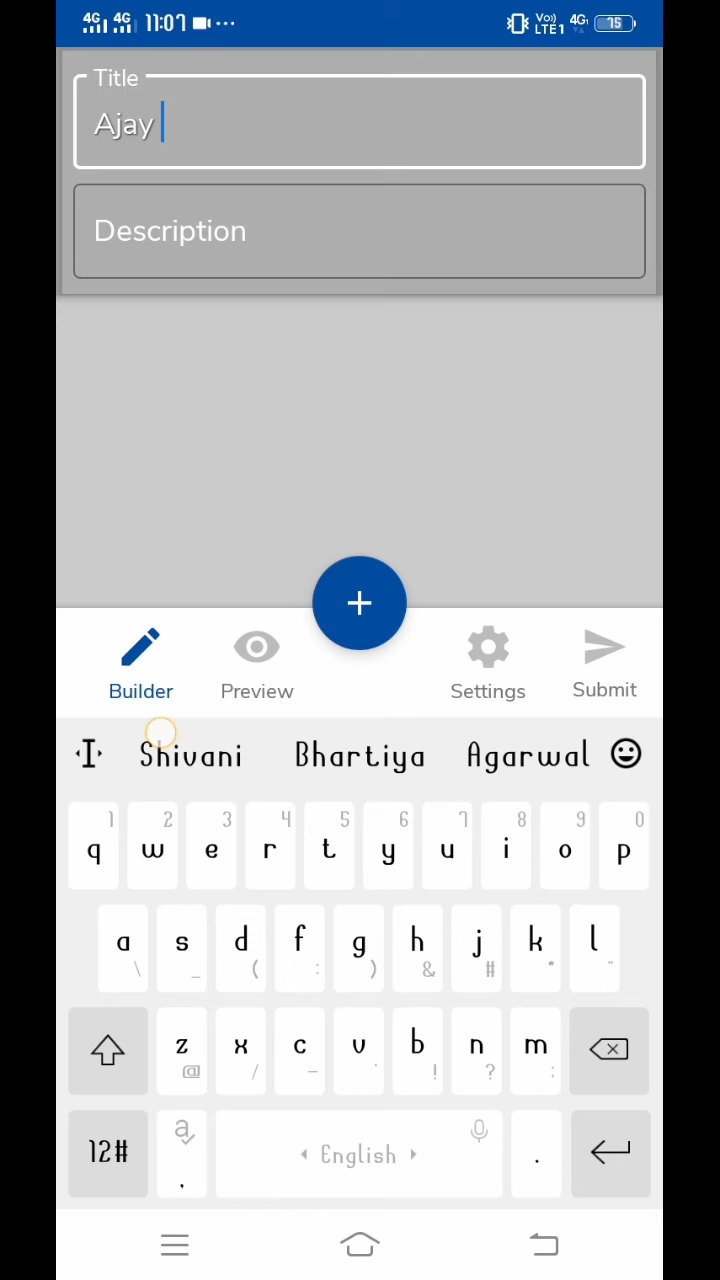 4G 4G 11:07 ... Vo)) LTE1 4G 75
Title
Ajay
Description
+
Builder Preview Settings Submit
Shivani Bhartiya Agarwal
1 2 3 4 5 6 7 8 9 0
q w e r t y u i o p
a s d f g h j k l
\ _ ( : ) & # * "
z x c v b n m
@ / - ' ! ? :
12# a , English .